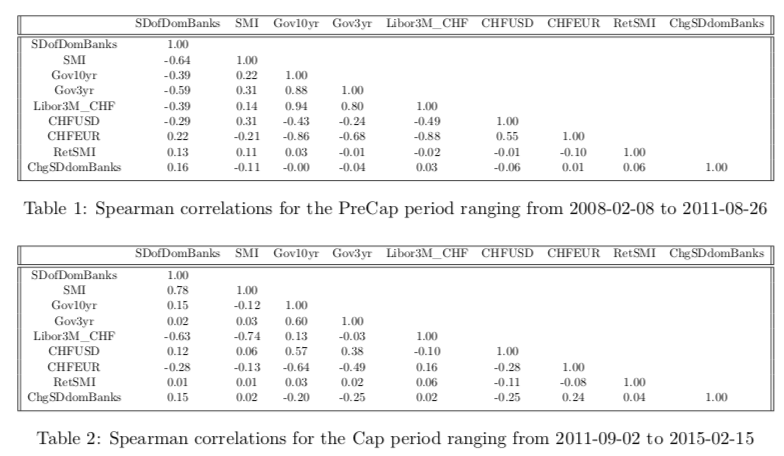 SDofDomBanks SMI Gov10yr Gov3yr Libor3M_CHF CHFUSD CHFEUR RetSMI ChgSDdomBanks
SDofDomBanks 1.00
SMI -0.64 1.00
Gov10yr -0.39 0.22 1.00
Gov3yr -0.59 0.31 0.88 1.00
Libor3M_CHF -0.39 0.14 0.94 0.80 1.00
CHFUSD -0.29 0.31 -0.43 -0.24 -0.49 1.00
CHFEUR 0.22 -0.21 -0.86 -0.68 -0.88 0.55 1.00
RetSMI 0.13 0.11 0.03 -0.01 -0.02 -0.01 -0.10 1.00
ChgSDdomBanks 0.16 -0.11 -0.00 -0.04 0.03 -0.06 0.01 0.06 1.00
Table 1: Spearman correlations for the PreCap period ranging from 2008-02-08 to 2011-08-26
SDofDomBanks SMI Gov10yr Gov3yr Libor3M_CHF CHFUSD CHFEUR RetSMI ChgSDdomBanks
SDofDomBanks 1.00
SMI 0.78 1.00
Gov10yr 0.15 -0.12 1.00
Gov3yr 0.02 0.03 0.60 1.00
Libor3M_CHF -0.63 -0.74 0.13 -0.03 1.00
CHFUSD 0.12 0.06 0.57 0.38 -0.10 1.00
CHFEUR -0.28 -0.13 -0.64 -0.49 0.16 -0.28 1.00
RetSMI 0.01 0.01 0.03 0.02 0.06 -0.11 -0.08 1.00
ChgSDdomBanks 0.15 0.02 -0.20 -0.25 0.02 -0.25 0.24 0.04 1.00
Table 2: Spearman correlations for the Cap period ranging from 2011-09-02 to 2015-02-15